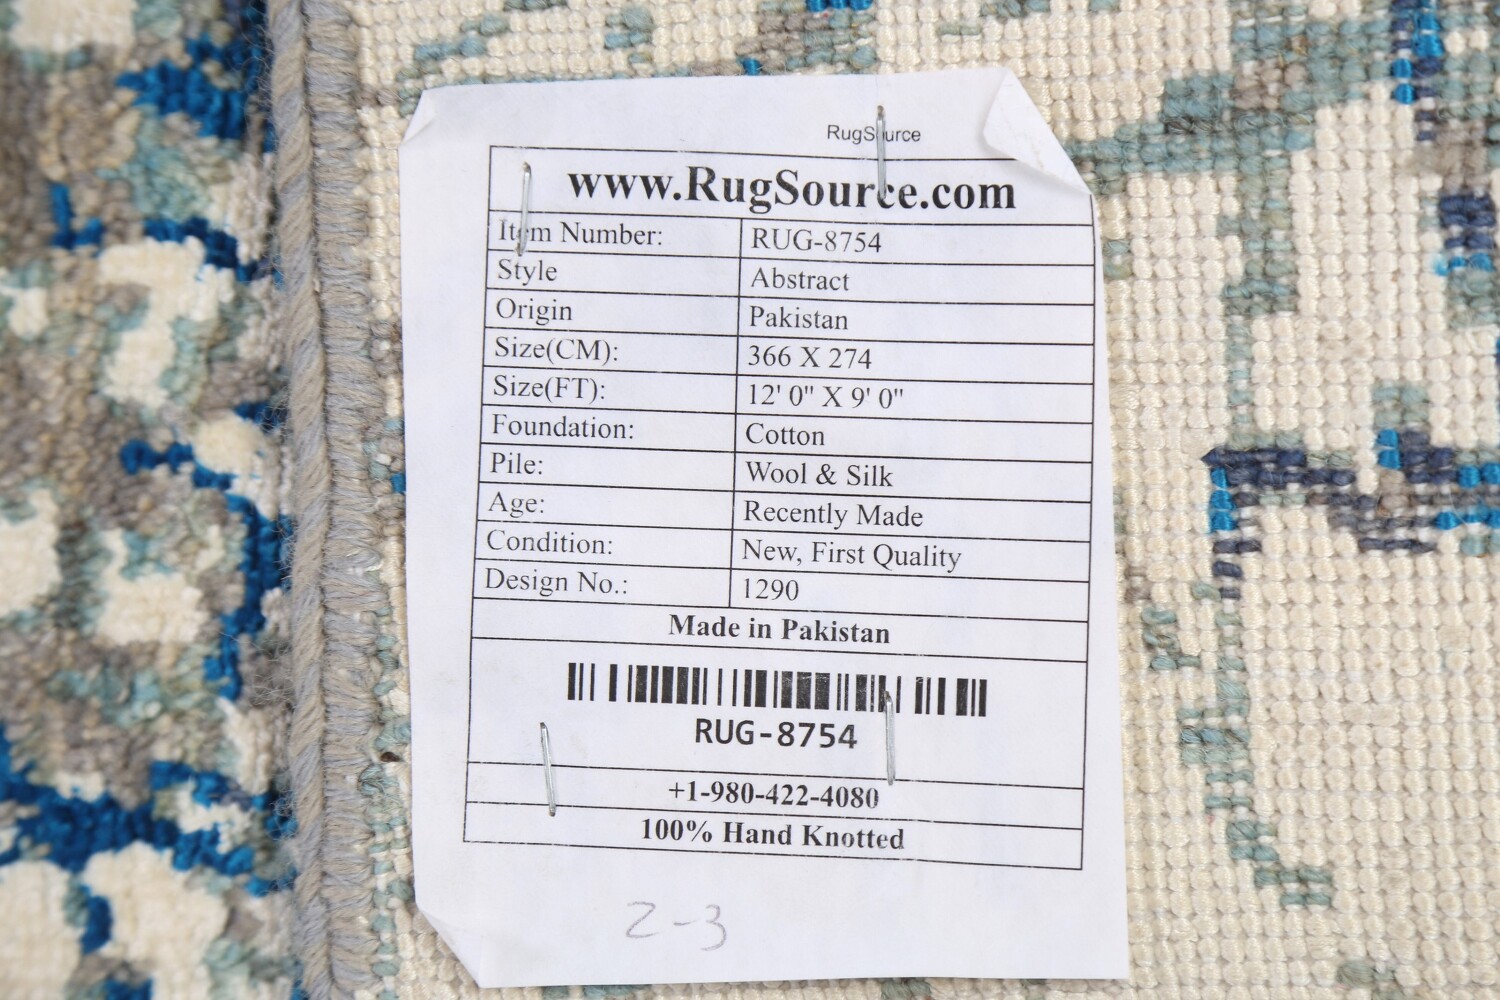 RugSource
www.RugSource.com
Item Number: RUG-8754
Style Abstract
Origin Pakistan
Size(CM): 366 X 274
Size(FT): 12' 0" X 9' 0"
Foundation: Cotton
Pile: Wool & Silk
Age: Recently Made
Condition: New, First Quality
Design No.: 1290
Made in Pakistan
RUG-8754
+1-980-422-4080
100% Hand Knotted
2-3